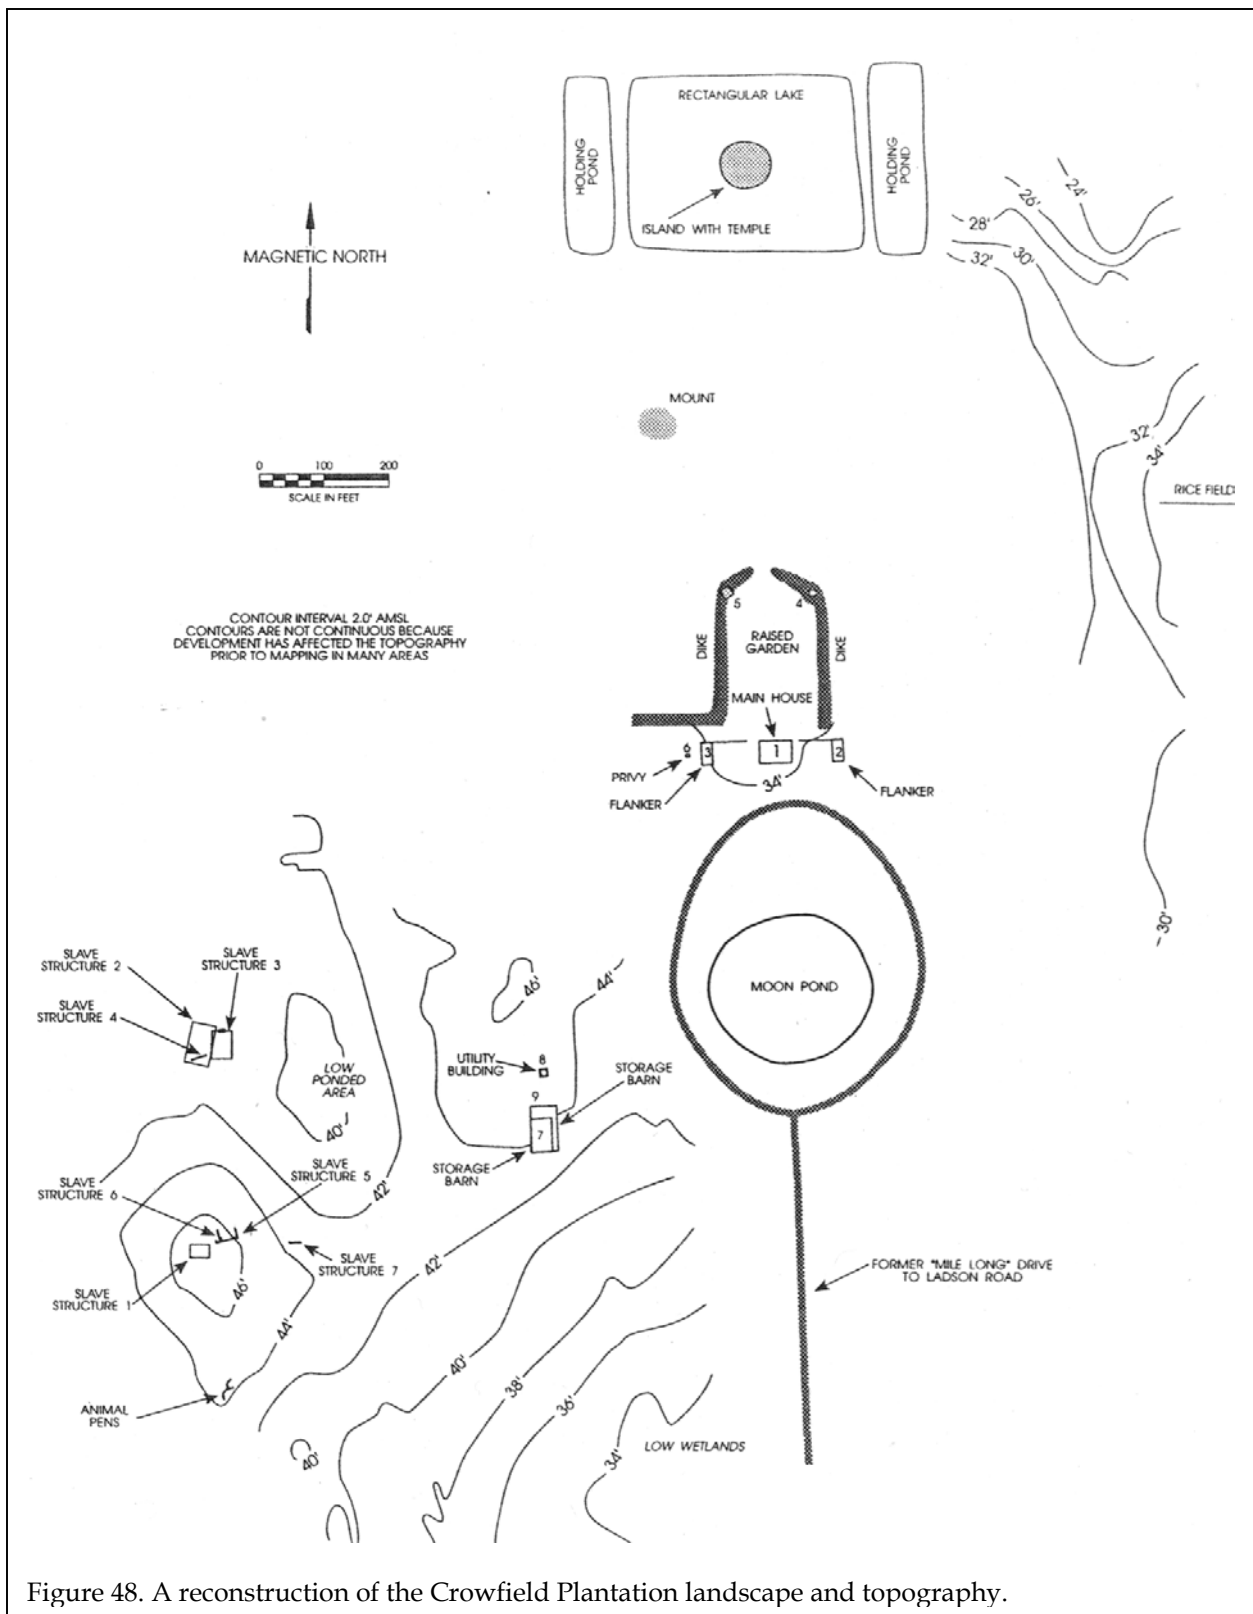 RECTANGULAR LAKE
HOLDING
POND
HOLDING
POND
ISLAND WITH TEMPLE
24'
26'
28'
30'
32'
MAGNETIC NORTH
MOUNT
32'
34'
0 100 200
SCALE IN FEET
RICE FIELD
CONTOUR INTERVAL 2.0' AMSL
CONTOURS ARE NOT CONTINUOUS BECAUSE
DEVELOPMENT HAS AFFECTED THE TOPOGRAPHY
PRIOR TO MAPPING IN MANY AREAS
5
4
DIKE
RAISED
GARDEN
DIKE
MAIN HOUSE
6
3
1
2
PRIVY
34'
FLANKER
FLANKER
30'
SLAVE
STRUCTURE 2
SLAVE
STRUCTURE 3
SLAVE
STRUCTURE 4
46'
44'
MOON POND
LOW
PONDED
AREA
40'
UTILITY
BUILDING
8
STORAGE
BARN
9
7
STORAGE
BARN
SLAVE
STRUCTURE 5
SLAVE
STRUCTURE 6
42'
SLAVE
STRUCTURE 7
42'
SLAVE
STRUCTURE 1
46'
44'
FORMER "MILE LONG" DRIVE
TO LADSON ROAD
40'
38'
36'
ANIMAL
PENS
40'
34'
LOW WETLANDS
Figure 48. A reconstruction of the Crowfield Plantation landscape and topography.